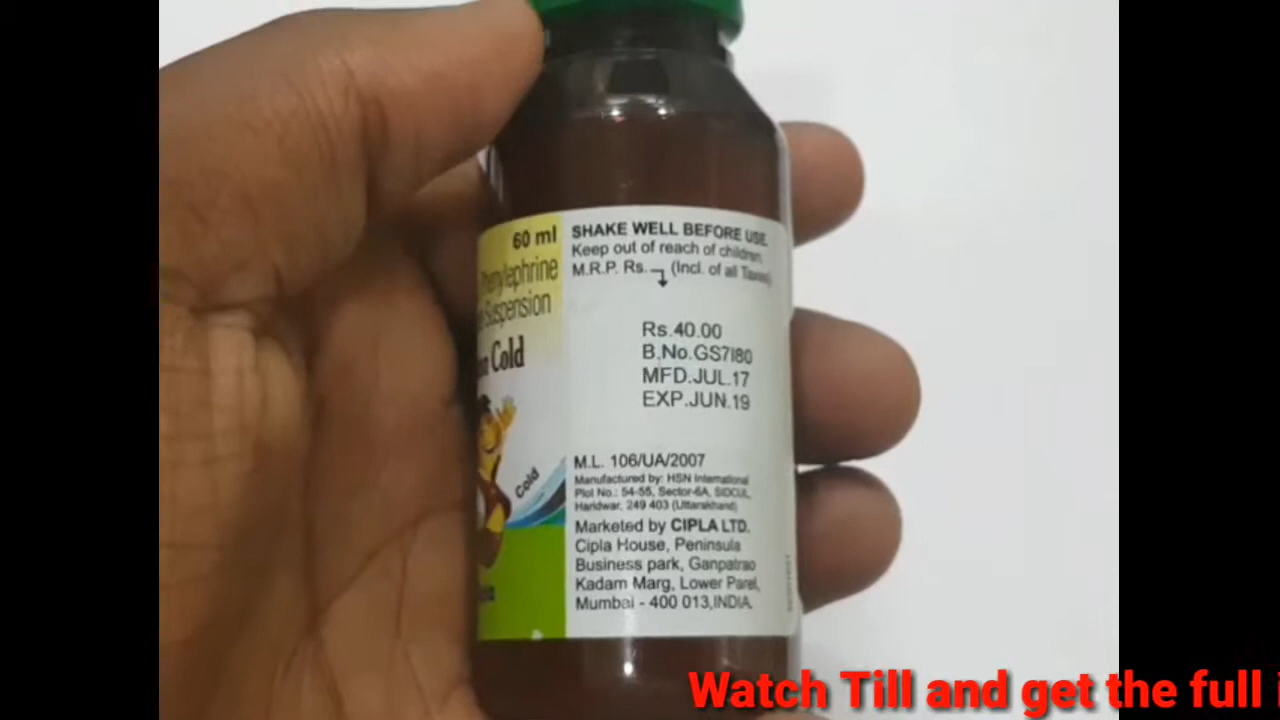 60 ml
Phenylephrine
Suspension
Cold
Cold
SHAKE WELL BEFORE USE.
Keep out of reach of children.
M.R.P. Rs. (Incl. of all Taxes)
Rs.40.00
B.No.GS7I80
MFD.JUL.17
EXP.JUN.19
M.L. 106/UA/2007
Manufactured by: HSN International
Plot No.: 54-55, Sector-6A, SIDCUL,
Haridwar, 249 403 (Uttarakhand)
Marketed by CIPLA LTD.
Cipla House, Peninsula
Business park, Ganpatrao
Kadam Marg, Lower Parel,
Mumbai - 400 013,INDIA.
Watch Till and get the full